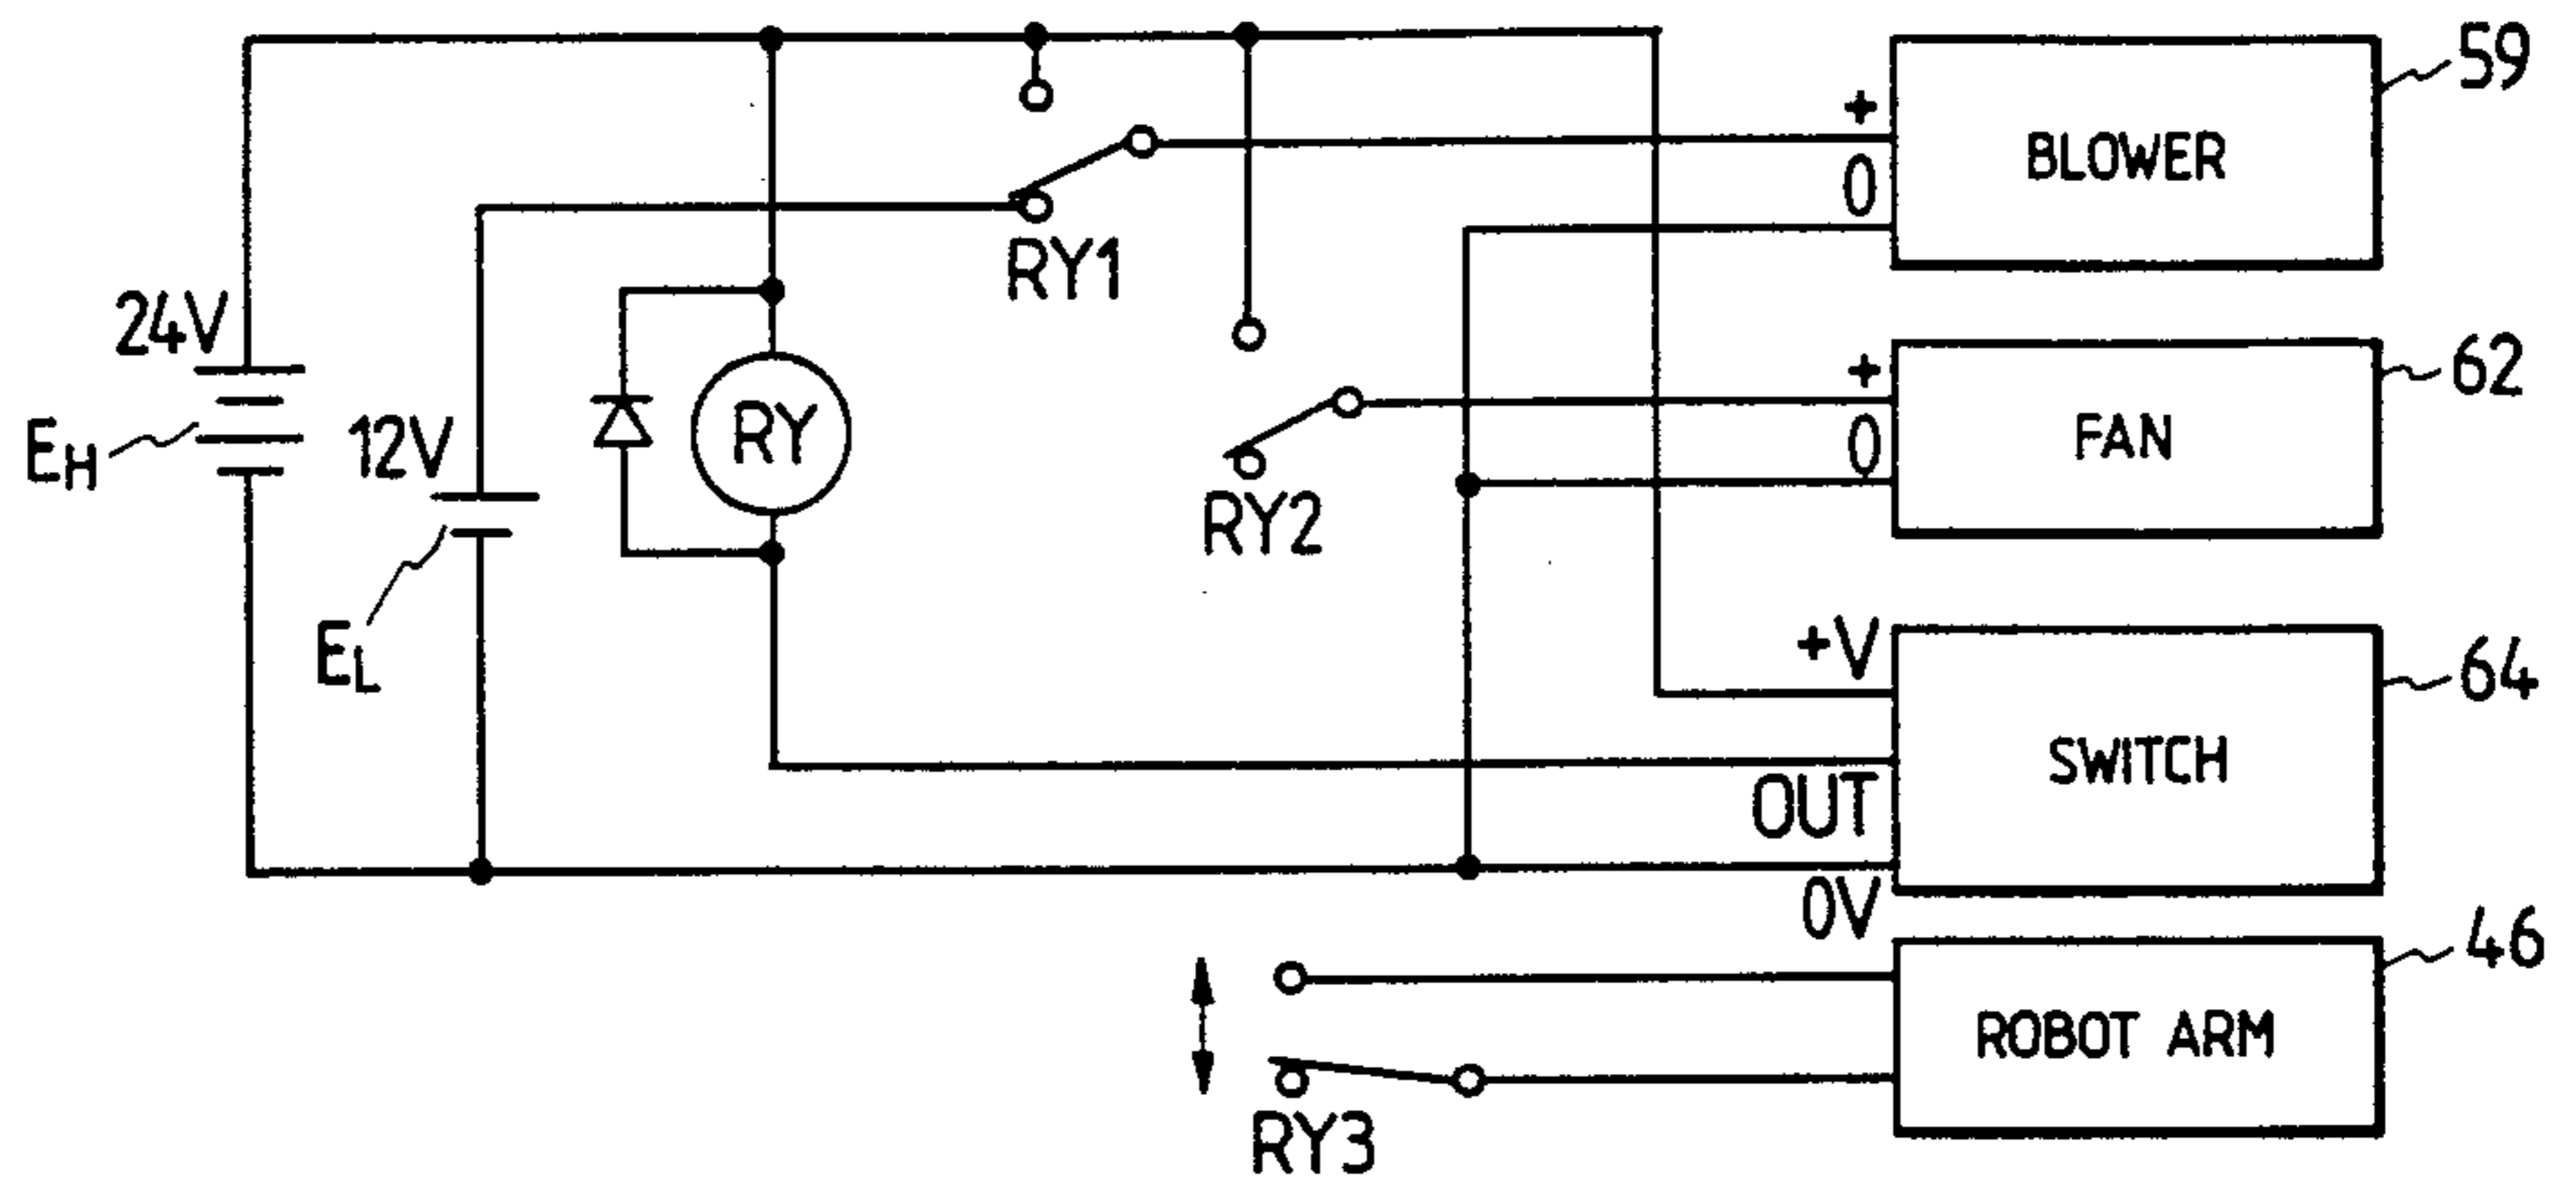 59
+
BLOWER
0
RY1
24V
62
+
FAN
0
EH
12V
RY
RY2
EL
+V
64
SWITCH
OUT
0V
46
ROBOT ARM
RY3